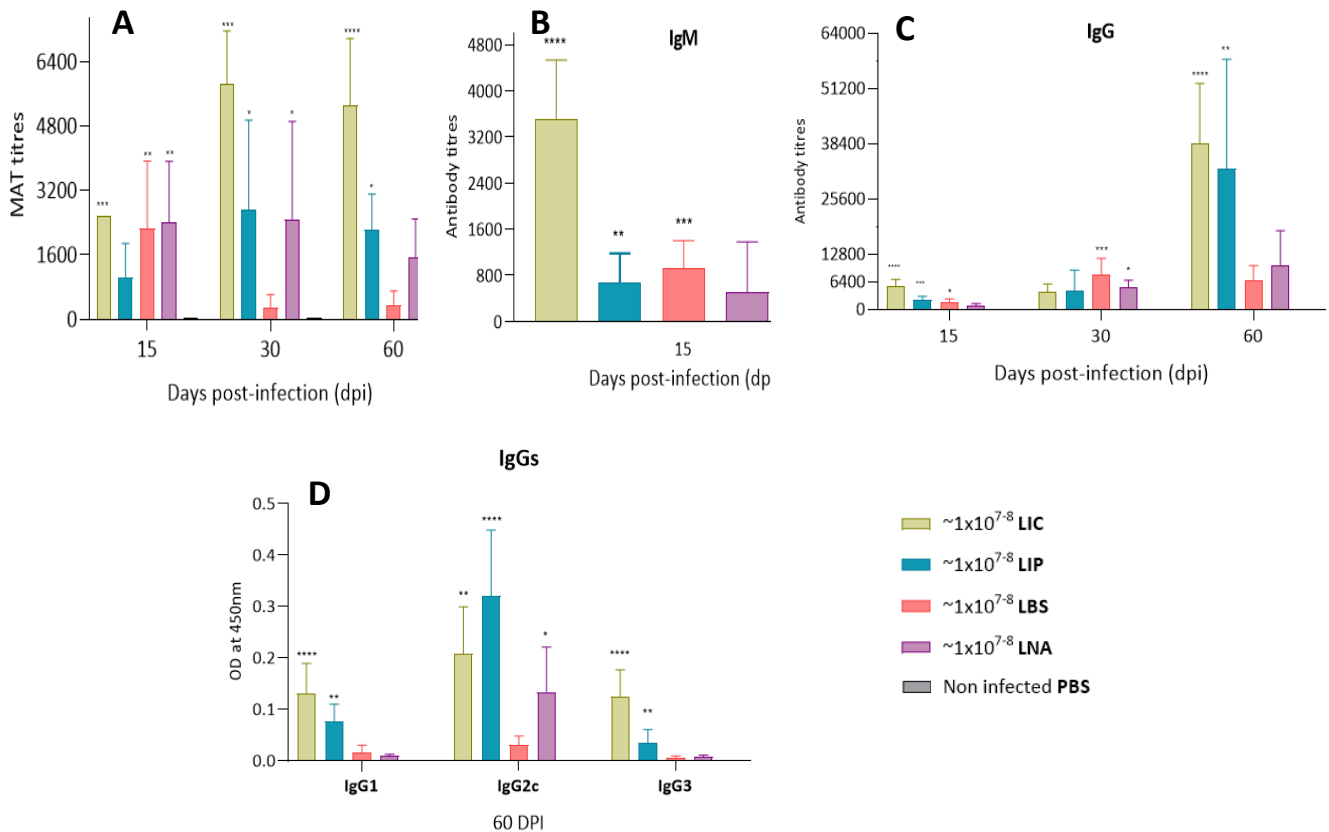 A
***
****
6400
*
*
4800
**
**
*
3200
***
1600
0
15
30
60
MAT titres
Days post-infection (dpi)
B
IgM
****
4800
4000
3200
2400
***
**
1600
800
0
15
Antibody titres
Days post-infection (dp
C
IgG
64000
**
****
51200
38400
25600
12800
***
6400
****
***
*
*
0
15
30
60
Antibody titres
Days post-infection (dpi)
IgGs
D
0.5
****
0.4
0.3
**
*
0.2
****
****
**
**
0.1
0.0
IgG1
IgG2c
IgG3
OD at 450nm
60 DPI
~1x10⁷⁻⁸ LIC
~1x10⁷⁻⁸ LIP
~1x10⁷⁻⁸ LBS
~1x10⁷⁻⁸ LNA
Non infected PBS